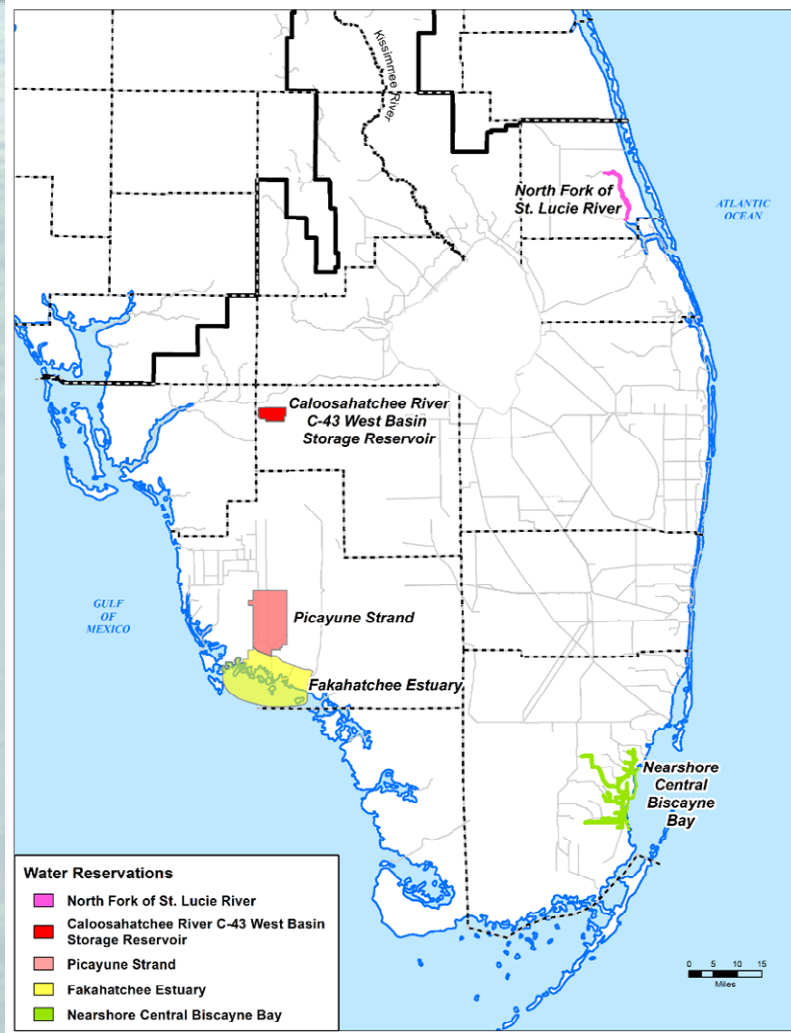 Kissimmee River
North Fork of
St. Lucie River
ATLANTIC
OCEAN
Caloosahatchee River
C-43 West Basin
Storage Reservoir
GULF
OF
MEXICO
Picayune Strand
Fakahatchee Estuary
Nearshore
Central
Biscayne
Bay
Water Reservations
North Fork of St. Lucie River
Caloosahatchee River C-43 West Basin
Storage Reservoir
Picayune Strand
Fakahatchee Estuary
Nearshore Central Biscayne Bay
0 5 10 15
Miles